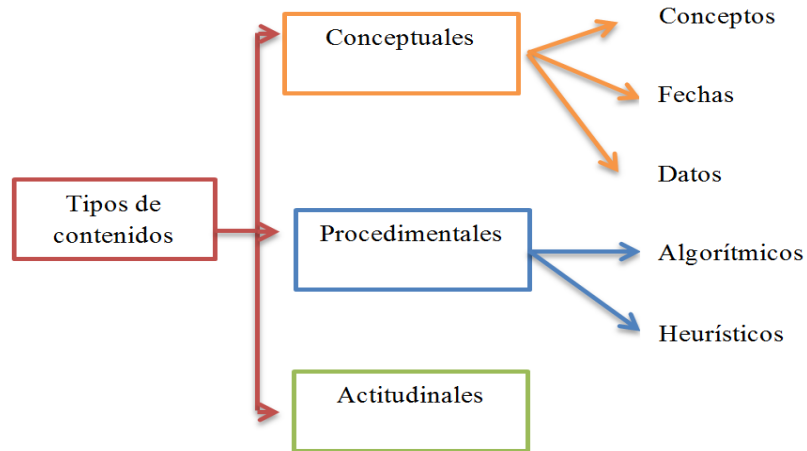 Conceptuales
Conceptos
Fechas
Datos
Tipos de
contenidos
Procedimentales
Algorítmicos
Heurísticos
Actitudinales